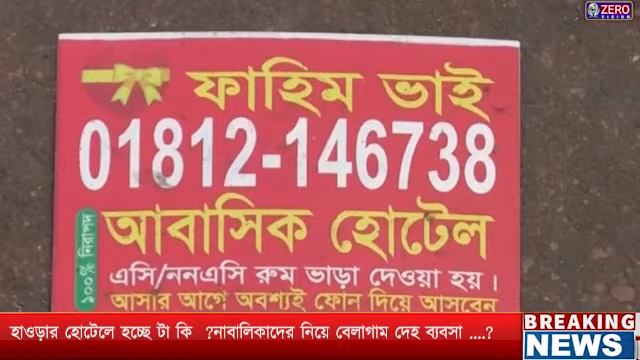 ZERO
VISION
ফাহিম ভাই
01812-146738
আবাসিক হোটেল
১০০% নিরাপদ
এসি/ননএসি রুম ভাড়া দেওয়া হয়।
আসার আগে অবশ্যই ফোন দিয়ে আসবেন
হাওড়ার হোটেলে হচ্ছে টা কি ?নাবালিকাদের নিয়ে বেলাগাম দেহ ব্যবসা ....?
BREAKING
NEWS